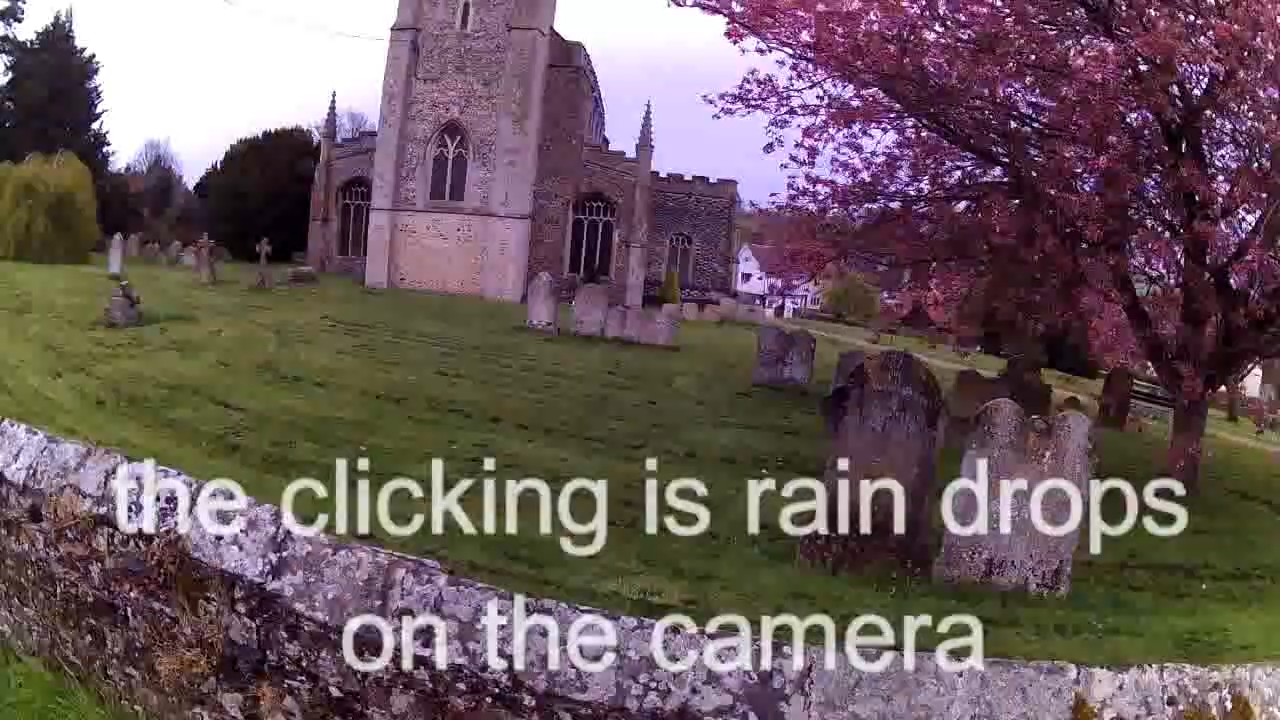 the clicking is rain drops
on the camera